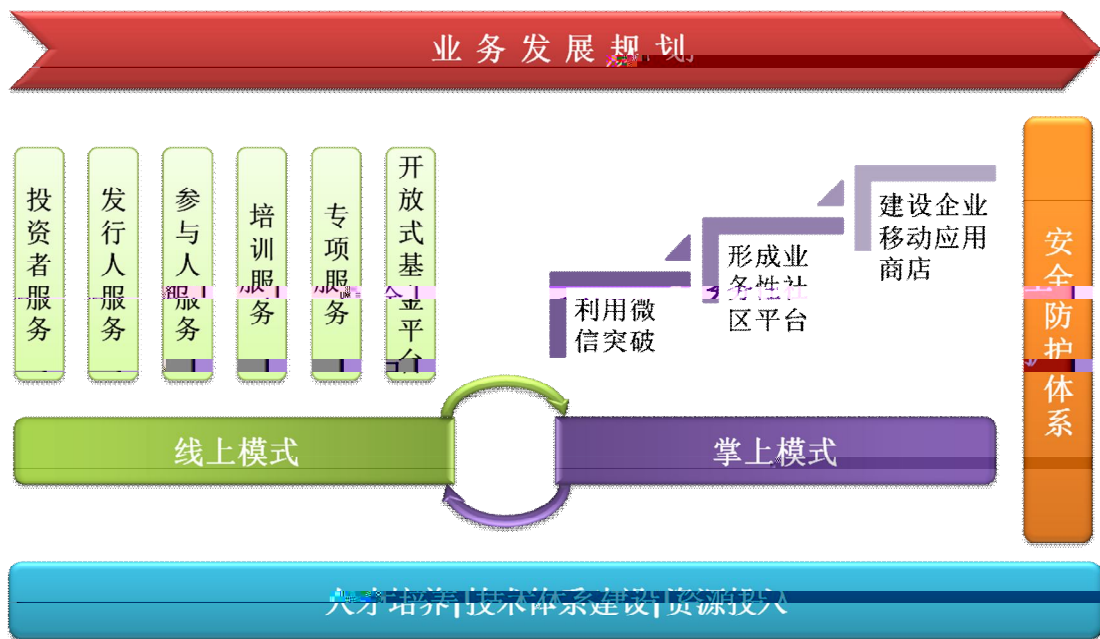 业务发展规划
投资者服务
发行人服务
参与人服务
培训服务
专项服务
开放式基金平台
利用微
信突破
形成业
务性社
区平台
建设企业
移动应用
商店
安全防护体系
线上模式
掌上模式
人才培养|技术体系建设|资源投入